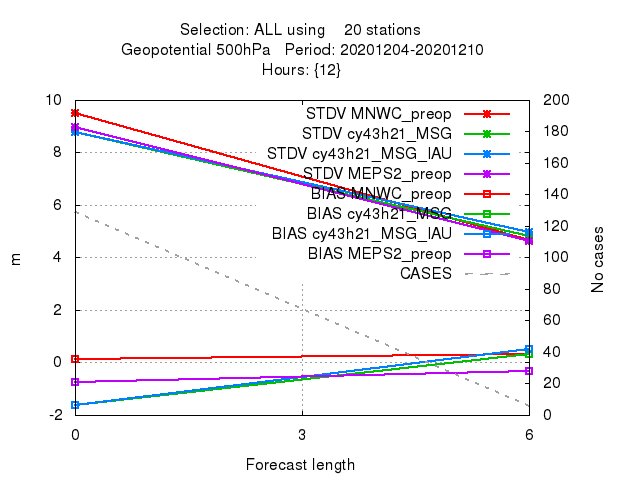 Selection: ALL using 20 stations
Geopotential 500hPa Period: 20201204-20201210
Hours: {12}
10 200
STDV MNWC_preop
180
STDV cy43h21_MSG
8 160
STDV cy43h21_MSG_IAU
STDV MEPS2_preop
140
BIAS MNWC_preop
6
BIAS cy43h21_MSG
120
BIAS cy43h21_MSG_IAU
m
4 100
BIAS MEPS2_preop
No cases
CASES
80
2
60
40
0
20
-2 0
0 3 6
Forecast length